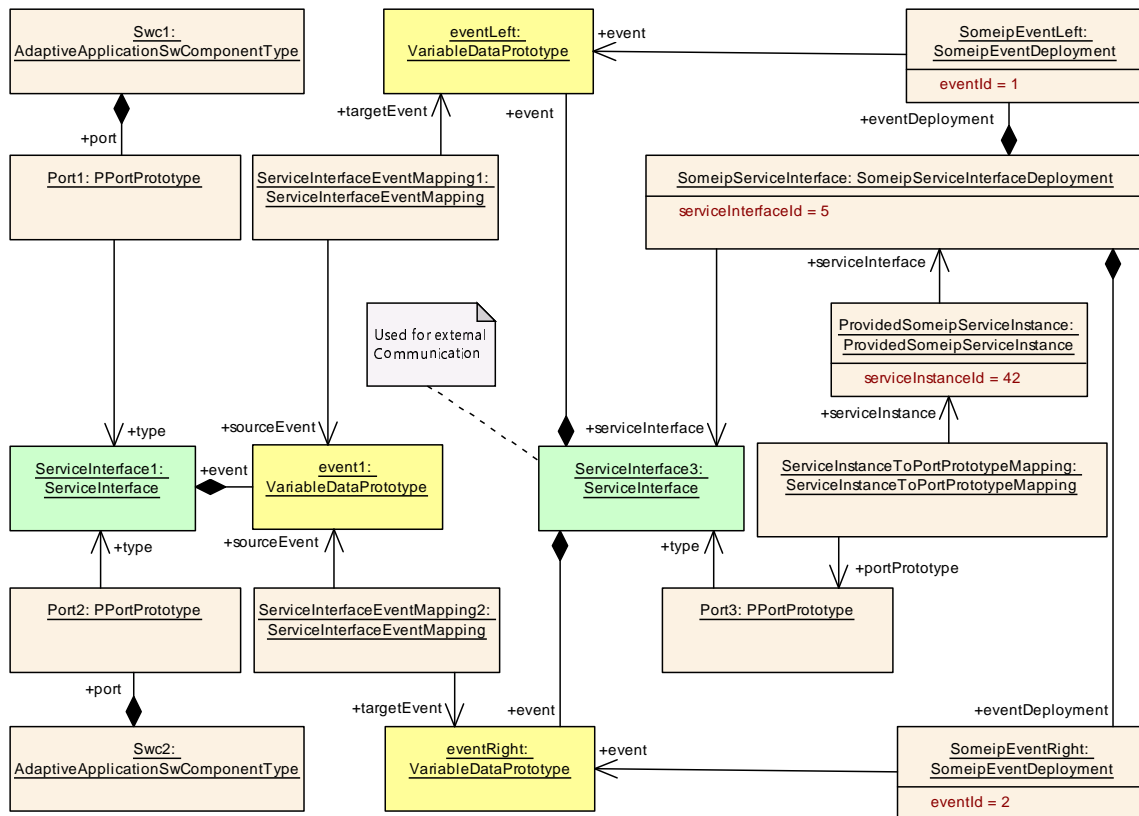 Swc1:
AdaptiveApplicationSwComponentType
eventLeft:
VariableDataPrototype
+event
SomeipEventLeft:
SomeipEventDeployment
eventId = 1
+port
+targetEvent
+event
+eventDeployment
Port1: PPortPrototype
ServiceInterfaceEventMapping1:
ServiceInterfaceEventMapping
SomeipServiceInterface: SomeipServiceInterfaceDeployment
serviceInterfaceId = 5
+serviceInterface
Used for external
Communication
ProvidedSomeipServiceInstance:
ProvidedSomeipServiceInstance
serviceInstanceId = 42
+serviceInstance
+type
+sourceEvent
+serviceInterface
ServiceInterface1:
ServiceInterface
+event
event1:
VariableDataPrototype
ServiceInterface3:
ServiceInterface
ServiceInstanceToPortPrototypeMapping:
ServiceInstanceToPortPrototypeMapping
+type
+sourceEvent
+type
+portPrototype
Port2: PPortPrototype
ServiceInterfaceEventMapping2:
ServiceInterfaceEventMapping
Port3: PPortPrototype
+port
+targetEvent
+event
+eventDeployment
Swc2:
AdaptiveApplicationSwComponentType
eventRight:
VariableDataPrototype
+event
SomeipEventRight:
SomeipEventDeployment
eventId = 2